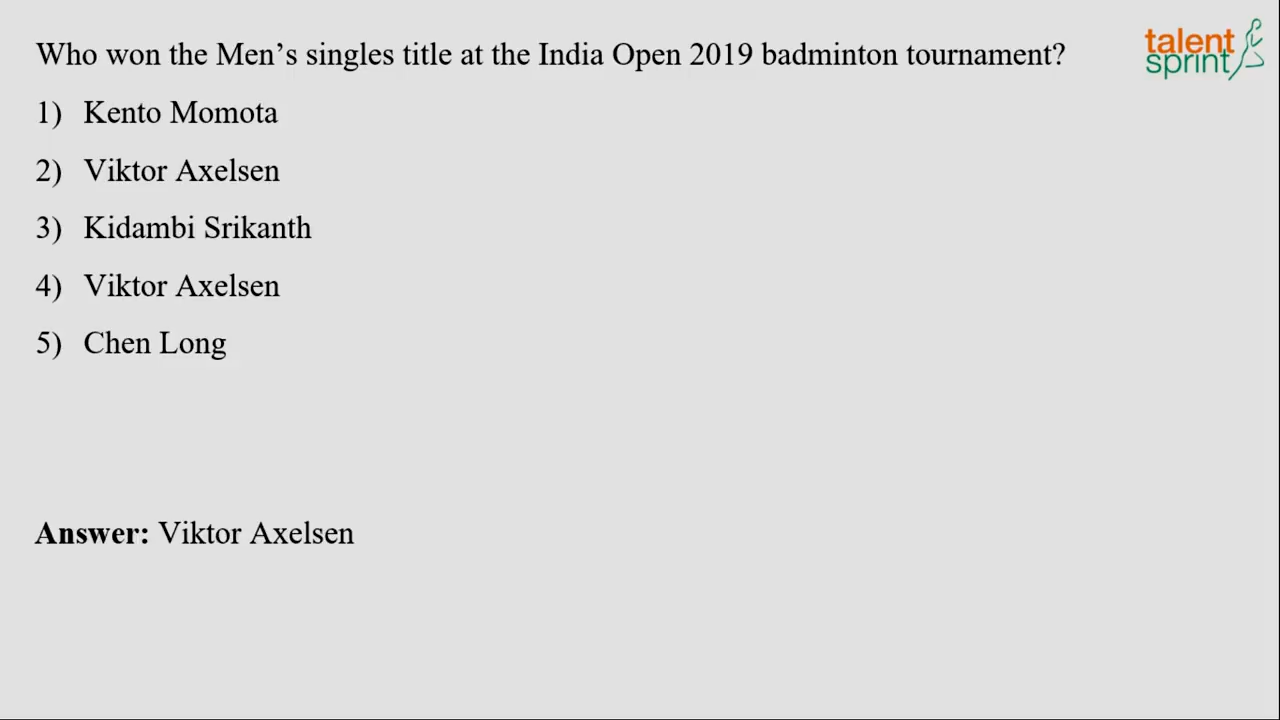 Who won the Men’s singles title at the India Open 2019 badminton tournament?
talent
sprint
1) Kento Momota
2) Viktor Axelsen
3) Kidambi Srikanth
4) Viktor Axelsen
5) Chen Long
Answer: Viktor Axelsen